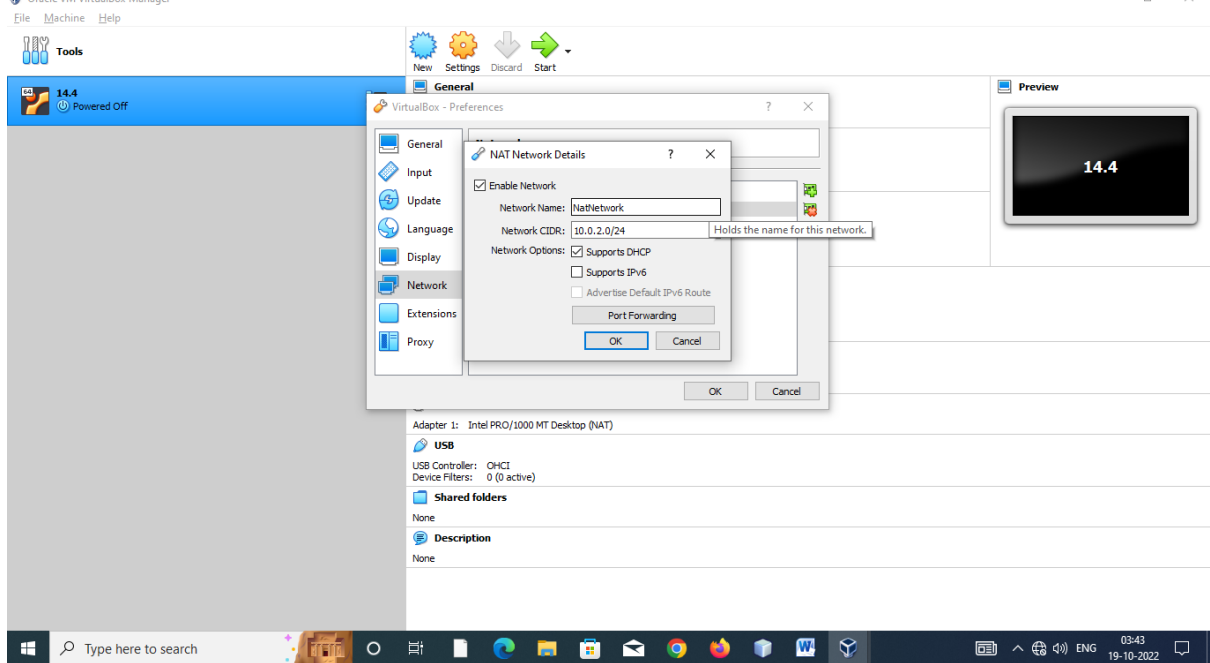 Oracle VM VirtualBox Manager
File Machine Help
Tools
New Settings Discard Start
64
14.4
Powered Off
General
Preview
14.4
VirtualBox - Preferences ? ×
General
Input
Update
Language
Display
Network
Extensions
Proxy
NAT Network Details ? ×
Enable Network
Network Name: NatNetwork
Network CIDR: 10.0.2.0/24
Holds the name for this network.
Network Options: Supports DHCP
Supports IPv6
Advertise Default IPv6 Route
Port Forwarding
OK Cancel
OK Cancel
Adapter 1: Intel PRO/1000 MT Desktop (NAT)
USB
USB Controller: OHCI
Device Filters: 0 (0 active)
Shared folders
None
Description
None
Type here to search
ENG
03:43
19-10-2022